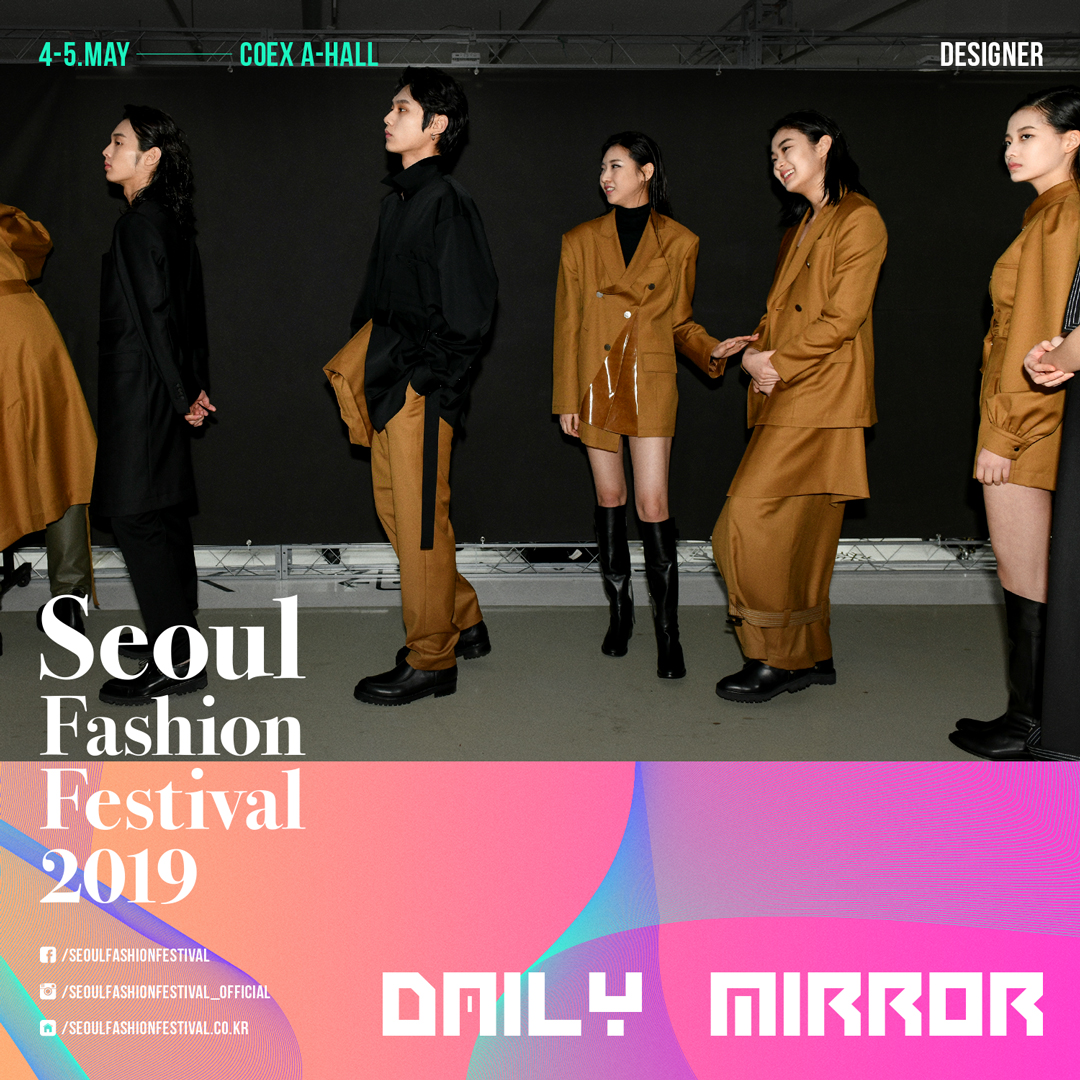 4-5.MAY COEX A-HALL
DESIGNER
Seoul
Fashion
Festival
2019
/SEOULFASHIONFESTIVAL
/SEOULFASHIONFESTIVAL_OFFICIAL
/SEOULFASHIONFESTIVAL.CO.KR
DAILY MIRROR